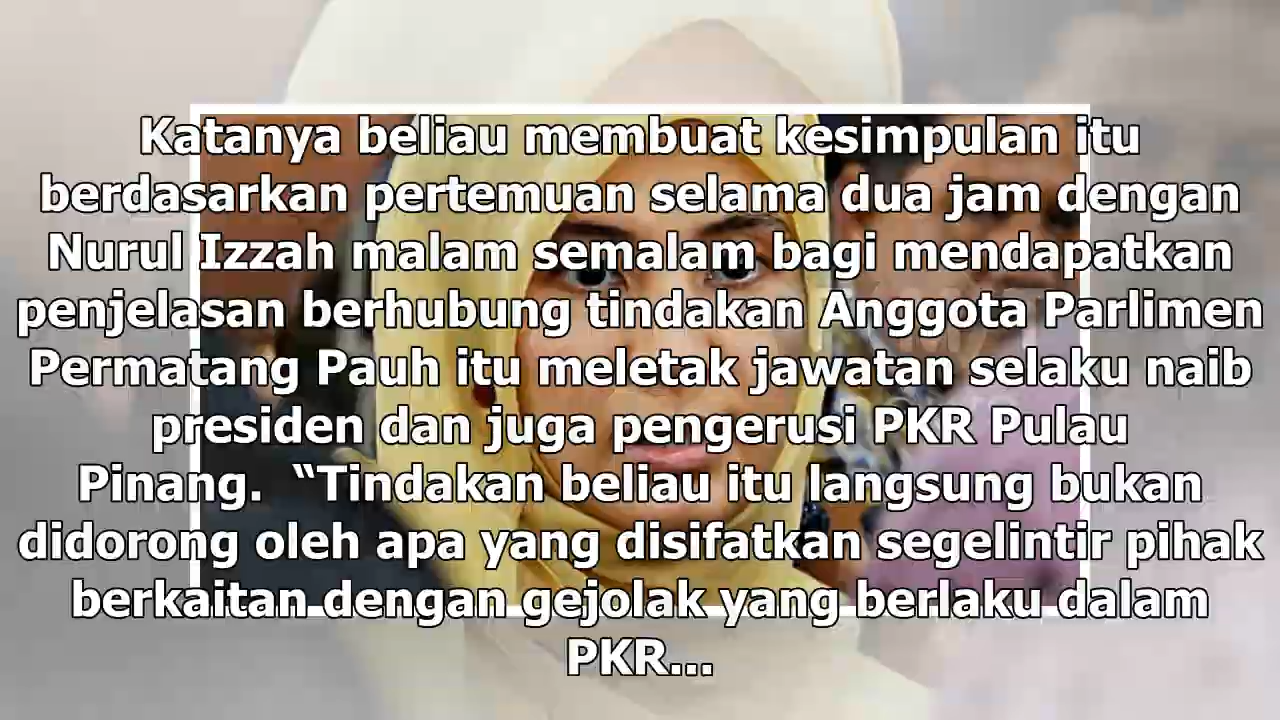 Katanya beliau membuat kesimpulan itu
berdasarkan pertemuan selama dua jam dengan
Nurul Izzah malam semalam bagi mendapatkan
penjelasan berhubung tindakan Anggota Parlimen
Permatang Pauh itu meletak jawatan selaku naib
presiden dan juga pengerusi PKR Pulau
Pinang. “Tindakan beliau itu langsung bukan
didorong oleh apa yang disifatkan segelintir pihak
berkaitan dengan gejolak yang berlaku dalam
PKR...